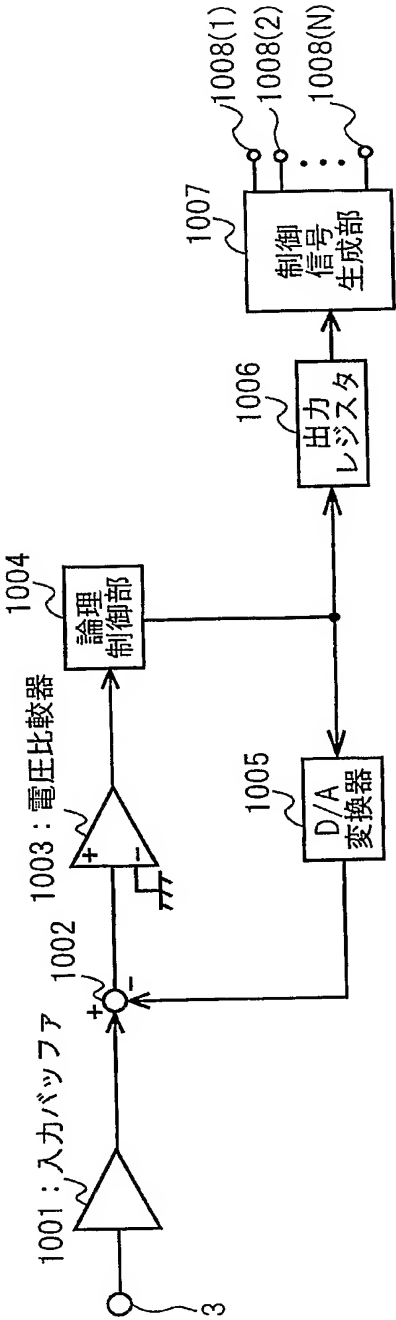 3
1001：入力バッファ
+
1002
−
1003：電圧比較器
+
−
1004
論理
制御部
1005
D/A
変換器
1006
出力
レジスタ
1007
制御
信号
生成部
1008(1)
1008(2)
・・・
1008(N)